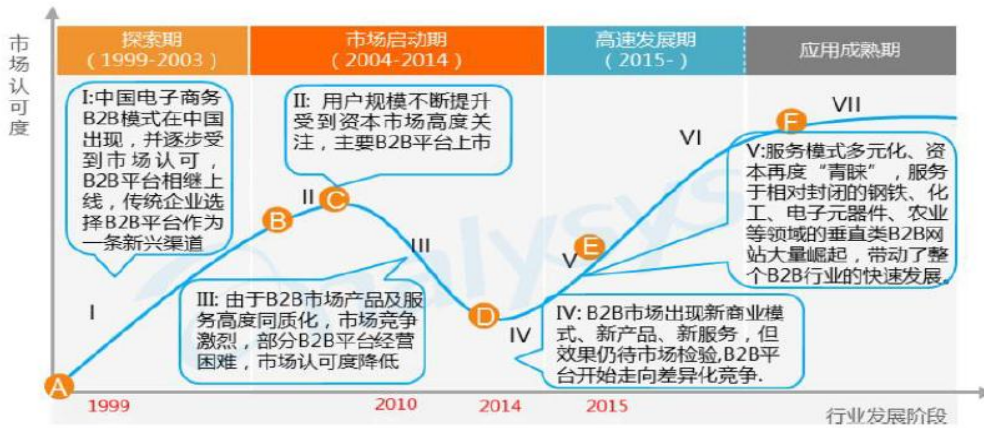 市场认可度
探索期
（1999-2003）
市场启动期
（2004-2014）
高速发展期
（2015-）
应用成熟期
I:中国电子商务
B2B模式在中国
出现，并逐步受
到市场认可，
B2B平台相继上
线，传统企业选
择B2B平台作为
一条新兴渠道
II: 用户规模不断提升
受到资本市场高度关
注，主要B2B平台上市
III: 由于B2B市场产品及服
务高度同质化，市场竞争
激烈，部分B2B平台经营
困难，市场认可度降低
IV: B2B市场出现新商业模
式、新产品、新服务，但
效果仍待市场检验,B2B平
台开始走向差异化竞争.
V:服务模式多元化、资
本再度“青睐”，服务
于相对封闭的钢铁、化
工、电子元器件、农业
等领域的垂直类B2B网
站大量崛起，带动了整
个B2B行业的快速发展。
A
I
B
II
C
III
D
IV
E
V
VI
F
VII
analysys
1999
2010
2014
2015
行业发展阶段